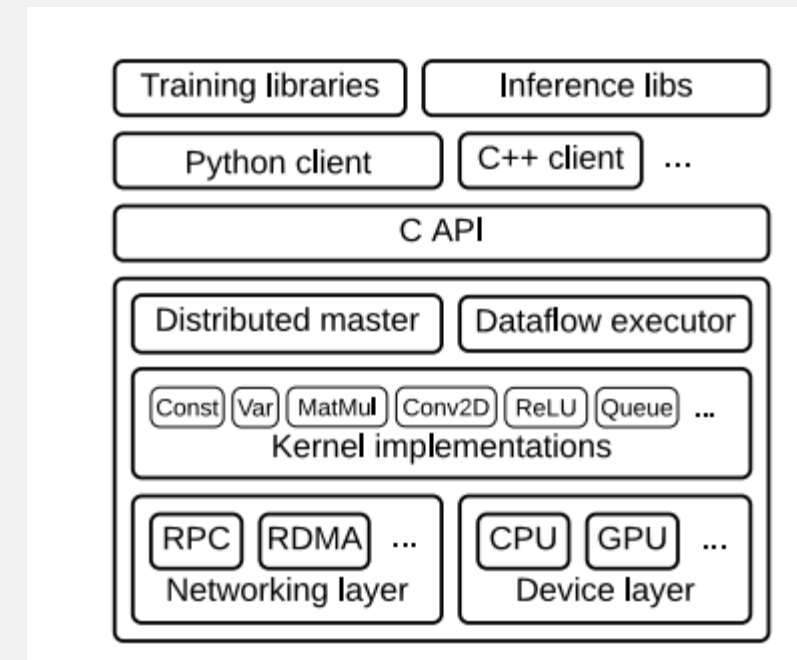 Training libraries Inference libs
Python client C++ client ...
C API
Distributed master Dataflow executor
Const Var MatMul Conv2D ReLU Queue ...
Kernel implementations
RPC RDMA ... CPU GPU ...
Networking layer Device layer